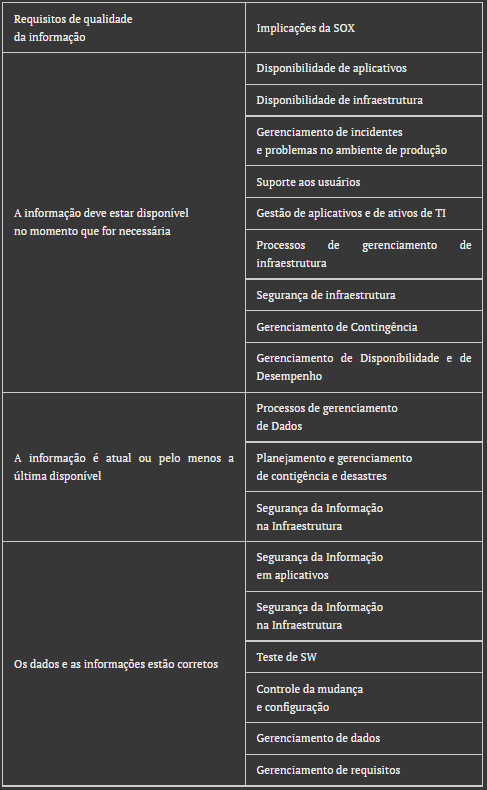 Requisitos de qualidade
da informação
Implicações da SOX
A informação deve estar disponível
no momento que for necessária
Disponibilidade de aplicativos
Disponibilidade de infraestrutura
Gerenciamento de incidentes
e problemas no ambiente de produção
Suporte aos usuários
Gestão de aplicativos e de ativos de TI
Processos de gerenciamento de
infraestrutura
Segurança de infraestrutura
Gerenciamento de Contingência
Gerenciamento de Disponibilidade e de
Desempenho
A informação é atual ou pelo menos a
última disponível
Processos de gerenciamento
de Dados
Planejamento e gerenciamento
de contigência e desastres
Segurança da Informação
na Infraestrutura
Os dados e as informações estão corretos
Segurança da Informação
em aplicativos
Segurança da Informação
na Infraestrutura
Teste de SW
Controle da mudança
e configuração
Gerenciamento de dados
Gerenciamento de requisitos